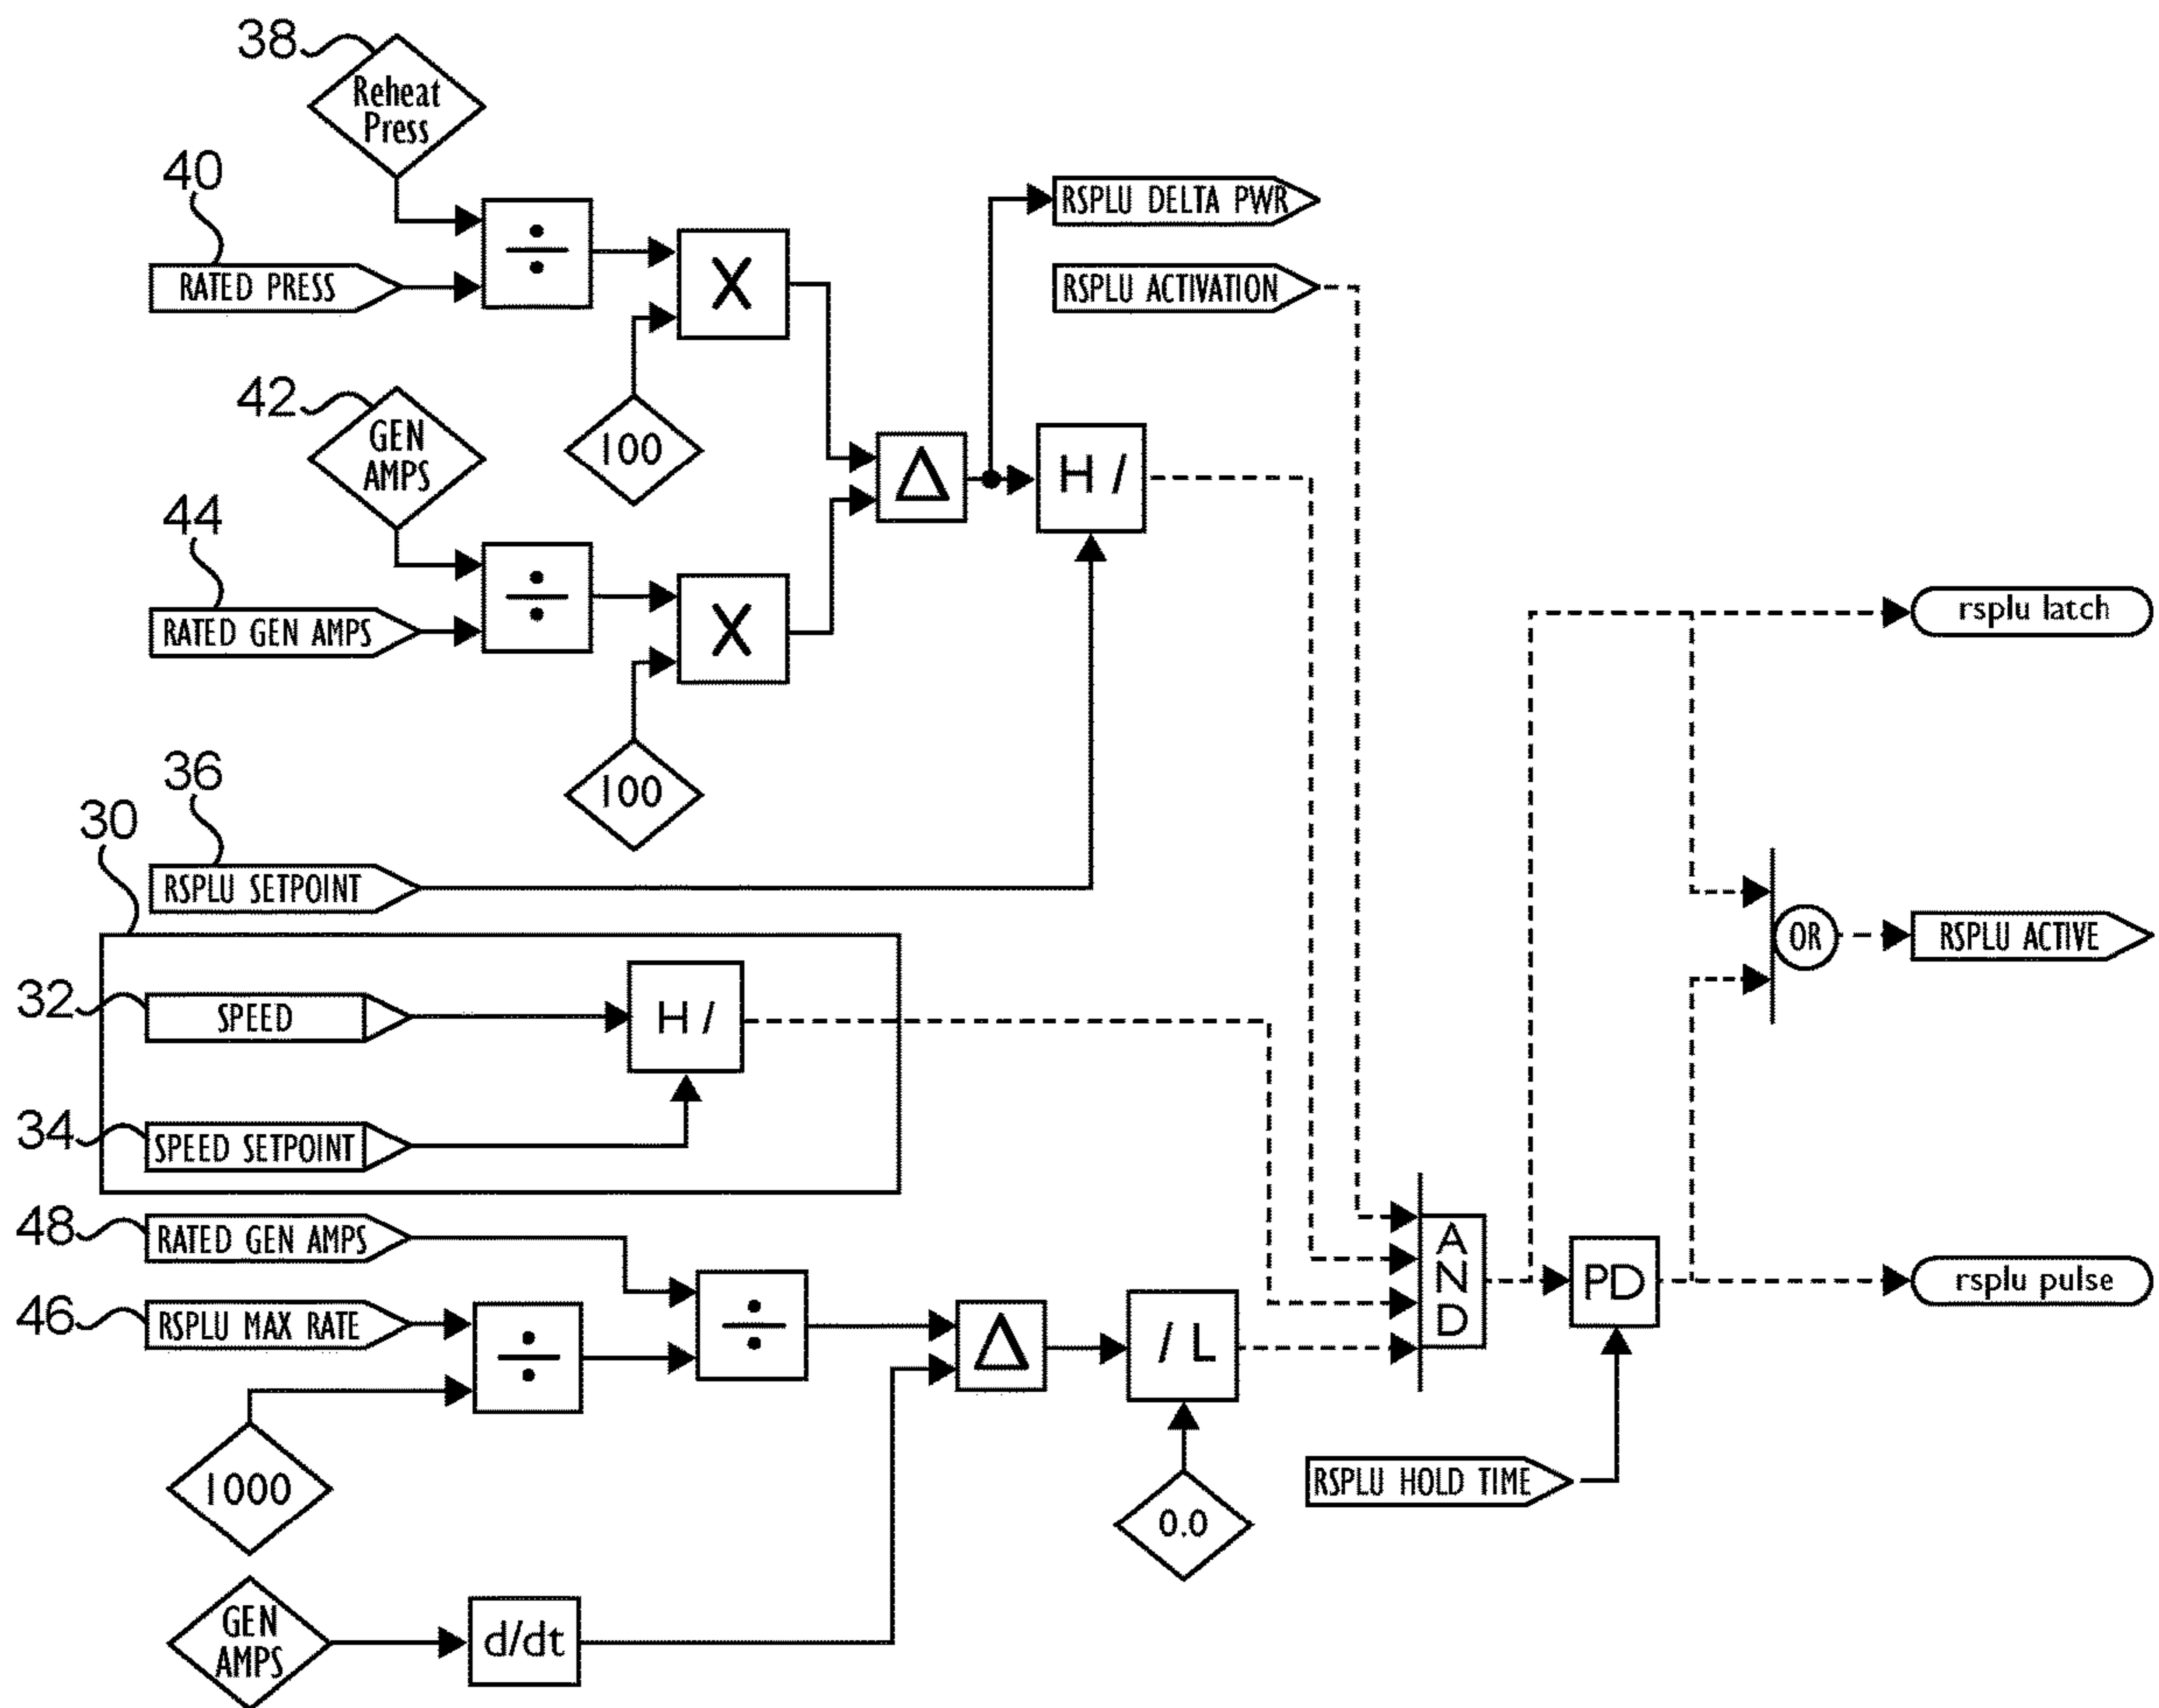 38
Reheat
Press
40
RATED PRESS
÷
X
100
RSPLU DELTA PWR
RSPLU ACTIVATION
42
GEN
AMPS
44
RATED GEN AMPS
÷
X
100
Δ
H /
36
RSPLU SETPOINT
30
32
SPEED
H /
34
SPEED SETPOINT
48
RATED GEN AMPS
46
RSPLU MAX RATE
÷
÷
1000
GEN
AMPS
d/dt
Δ
/ L
0.0
A
N
D
PD
RSPLU HOLD TIME
rsplu latch
OR
RSPLU ACTIVE
rsplu pulse